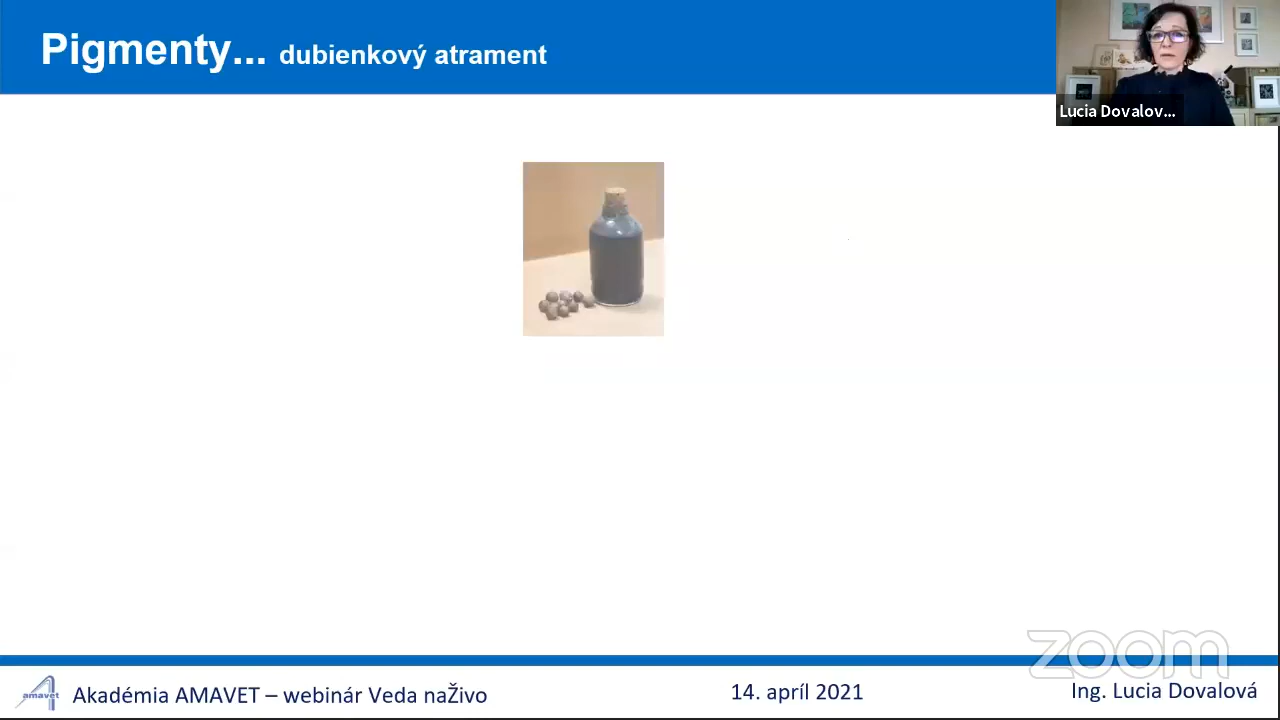 Pigmenty... dubienkový atrament
Lucia Dovalov...
zoom
amavet
Akadémia AMAVET – webinár Veda naŽivo
14. apríl 2021
Ing. Lucia Dovalová